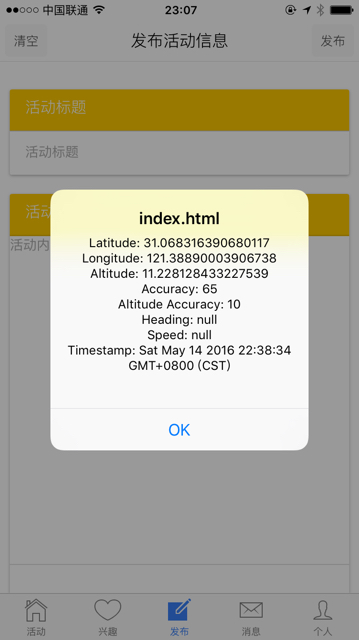 中国联通 23:07
清空 发布活动信息 发布
活动标题
活动标题
活动内
index.html
Latitude: 31.068316390680117
Longitude: 121.38890003906738
Altitude: 11.228128433227539
Accuracy: 65
Altitude Accuracy: 10
Heading: null
Speed: null
Timestamp: Sat May 14 2016 22:38:34
GMT+0800 (CST)
OK
活动 兴趣 发布 消息 个人